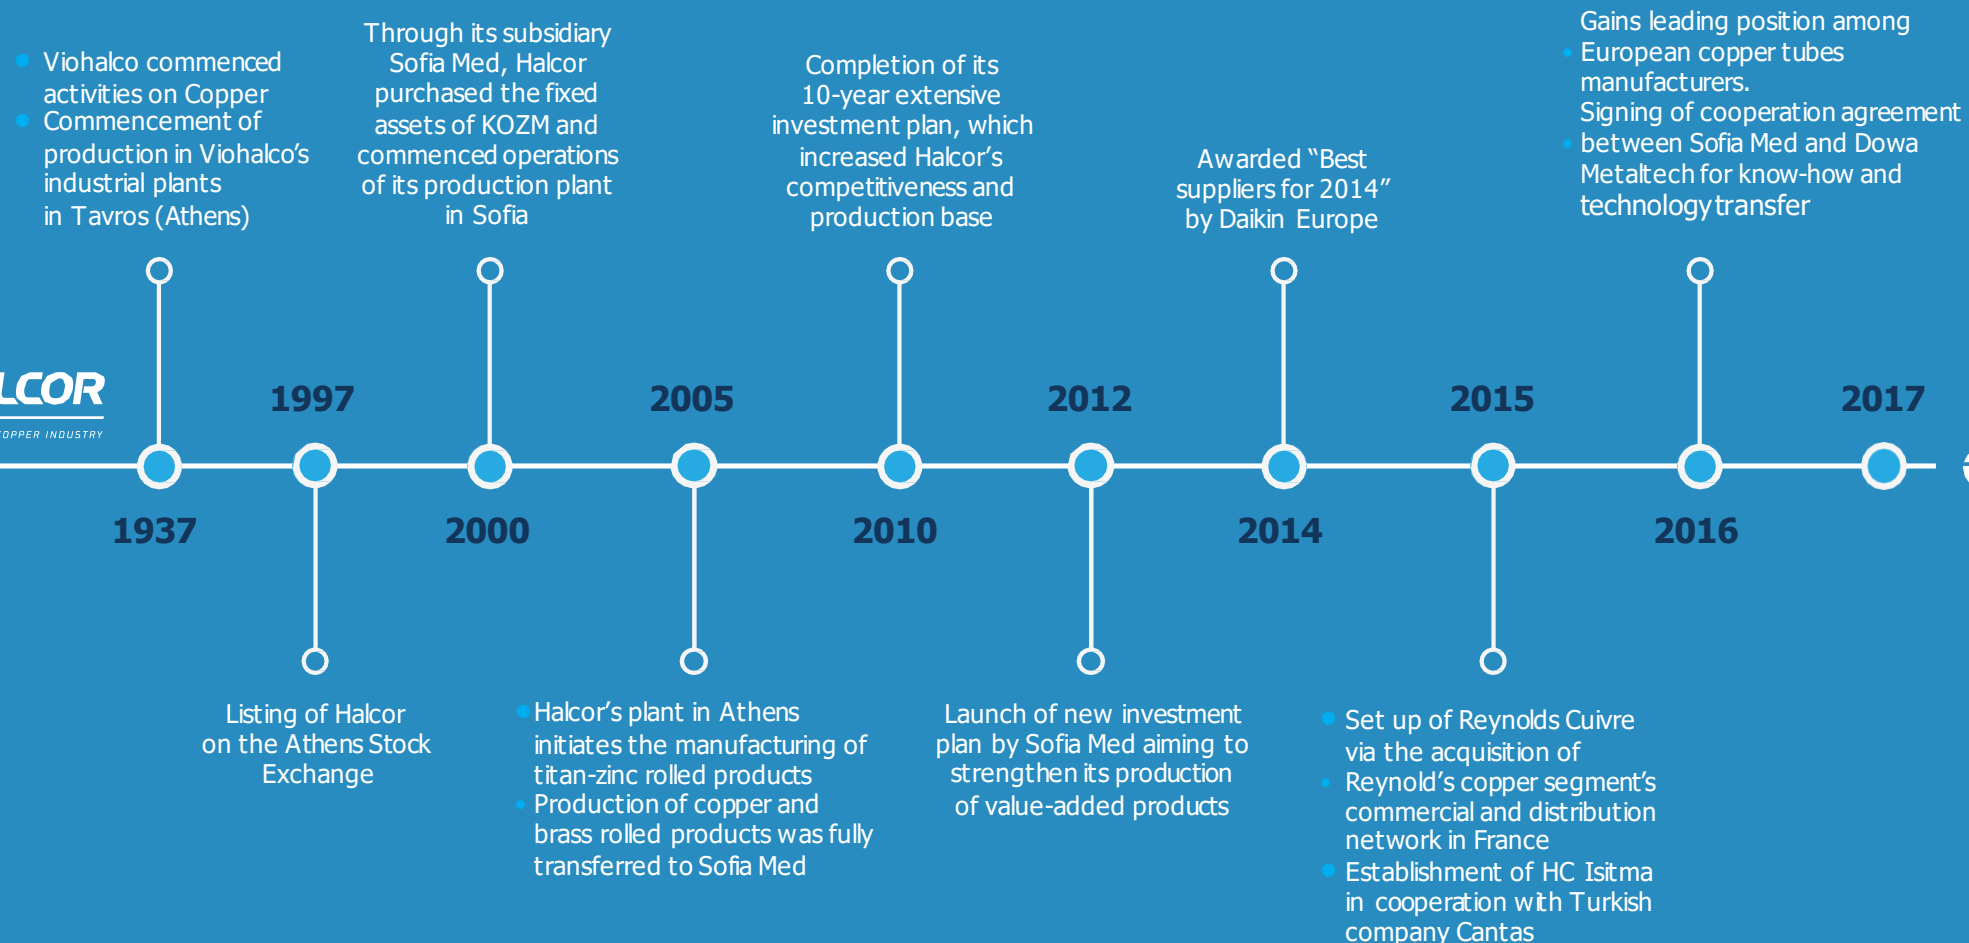 Viohalco commenced
activities on Copper
Commencement of
production in Viohalco's
industrial plants
in Tavros (Athens)
Through its subsidiary
Sofia Med, Halcor
purchased the fixed
assets of KOZM and
commenced operations
of its production plant
in Sofia
Completion of its
10-year extensive
investment plan, which
increased Halcor's
competitiveness and
production base
Awarded “Best
suppliers for 2014”
by Daikin Europe
Gains leading position among
European copper tubes
manufacturers.
Signing of cooperation agreement
between Sofia Med and Dowa
Metaltech for know-how and
technology transfer
LCOR
COPPER INDUSTRY
1997
2005
2012
2015
2017
1937
2000
2010
2014
2016
Listing of Halcor
on the Athens Stock
Exchange
Halcor's plant in Athens
initiates the manufacturing of
titan-zinc rolled products
Production of copper and
brass rolled products was fully
transferred to Sofia Med
Launch of new investment
plan by Sofia Med aiming to
strengthen its production
of value-added products
Set up of Reynolds Cuivre
via the acquisition of
Reynold's copper segment's
commercial and distribution
network in France
Establishment of HC Isitma
in cooperation with Turkish
company Cantas